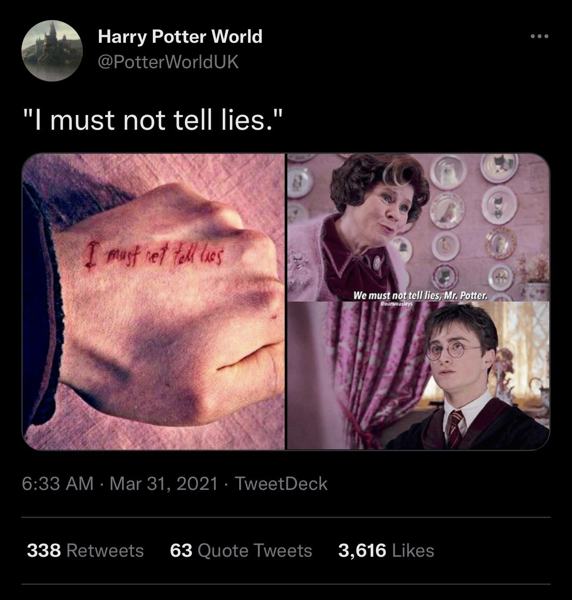 Harry Potter World
@PotterWorldUK
"I must not tell lies."
I must not tell lies
We must not tell lies, Mr. Potter.
6:33 AM · Mar 31, 2021 · TweetDeck
338 Retweets 63 Quote Tweets 3,616 Likes